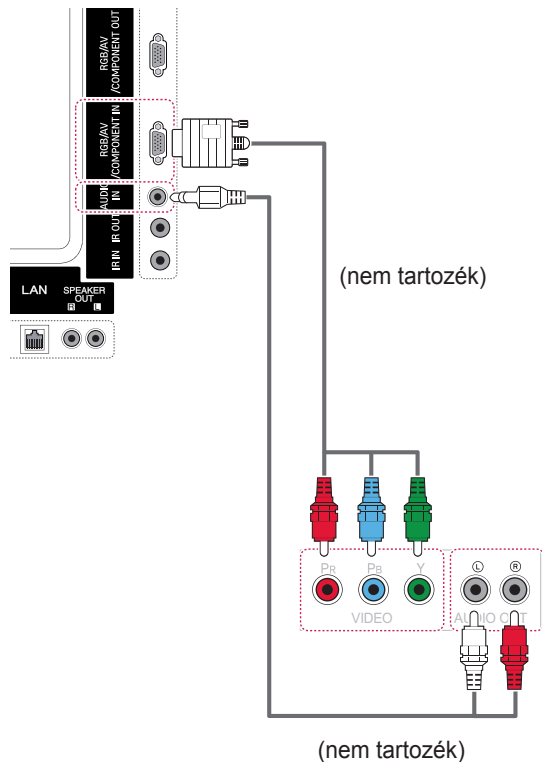 RGB/AV
/COMPONENT OUT
RGB/AV
/COMPONENT IN
AUDIO
IN
IR OUT
IR IN
LAN
SPEAKER
OUT
R L
(nem tartozék)
PR PB Y
VIDEO
L R
AUDIO OUT
(nem tartozék)